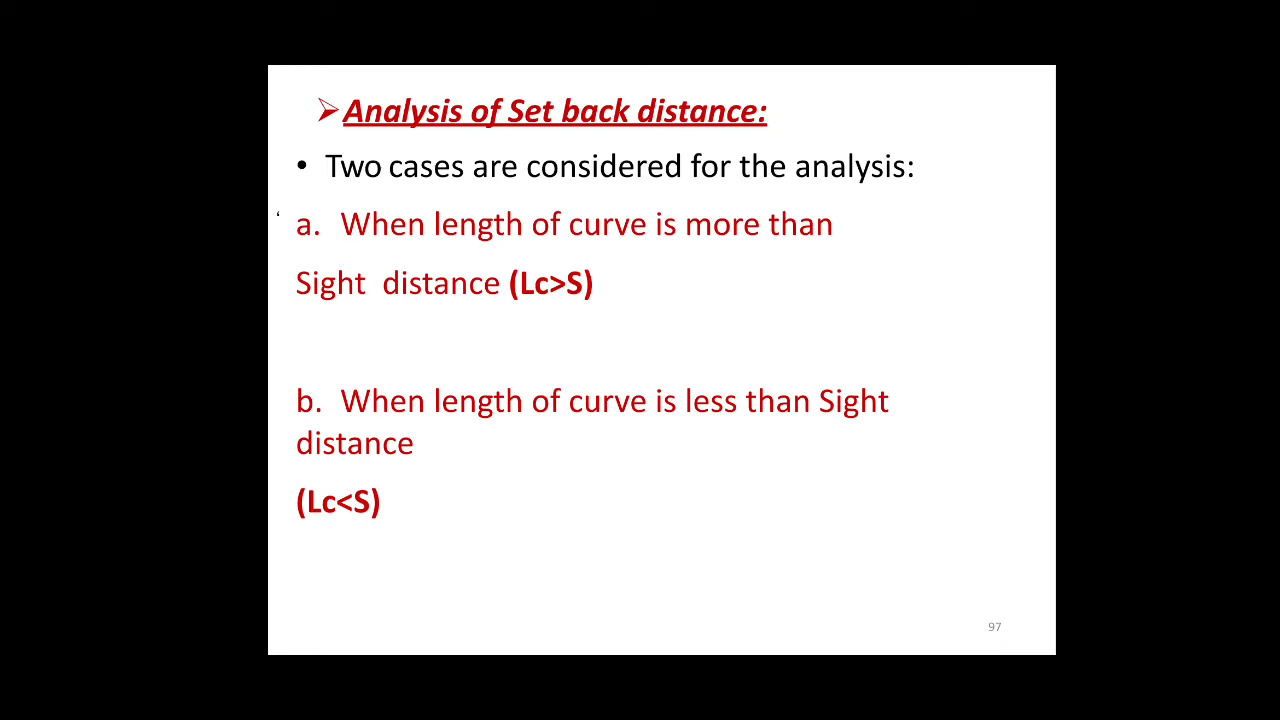 ➢Analysis of Set back distance:
• Two cases are considered for the analysis:
‘ a. When length of curve is more than
Sight distance (Lc>S)
b. When length of curve is less than Sight
distance
(Lc<S)
97